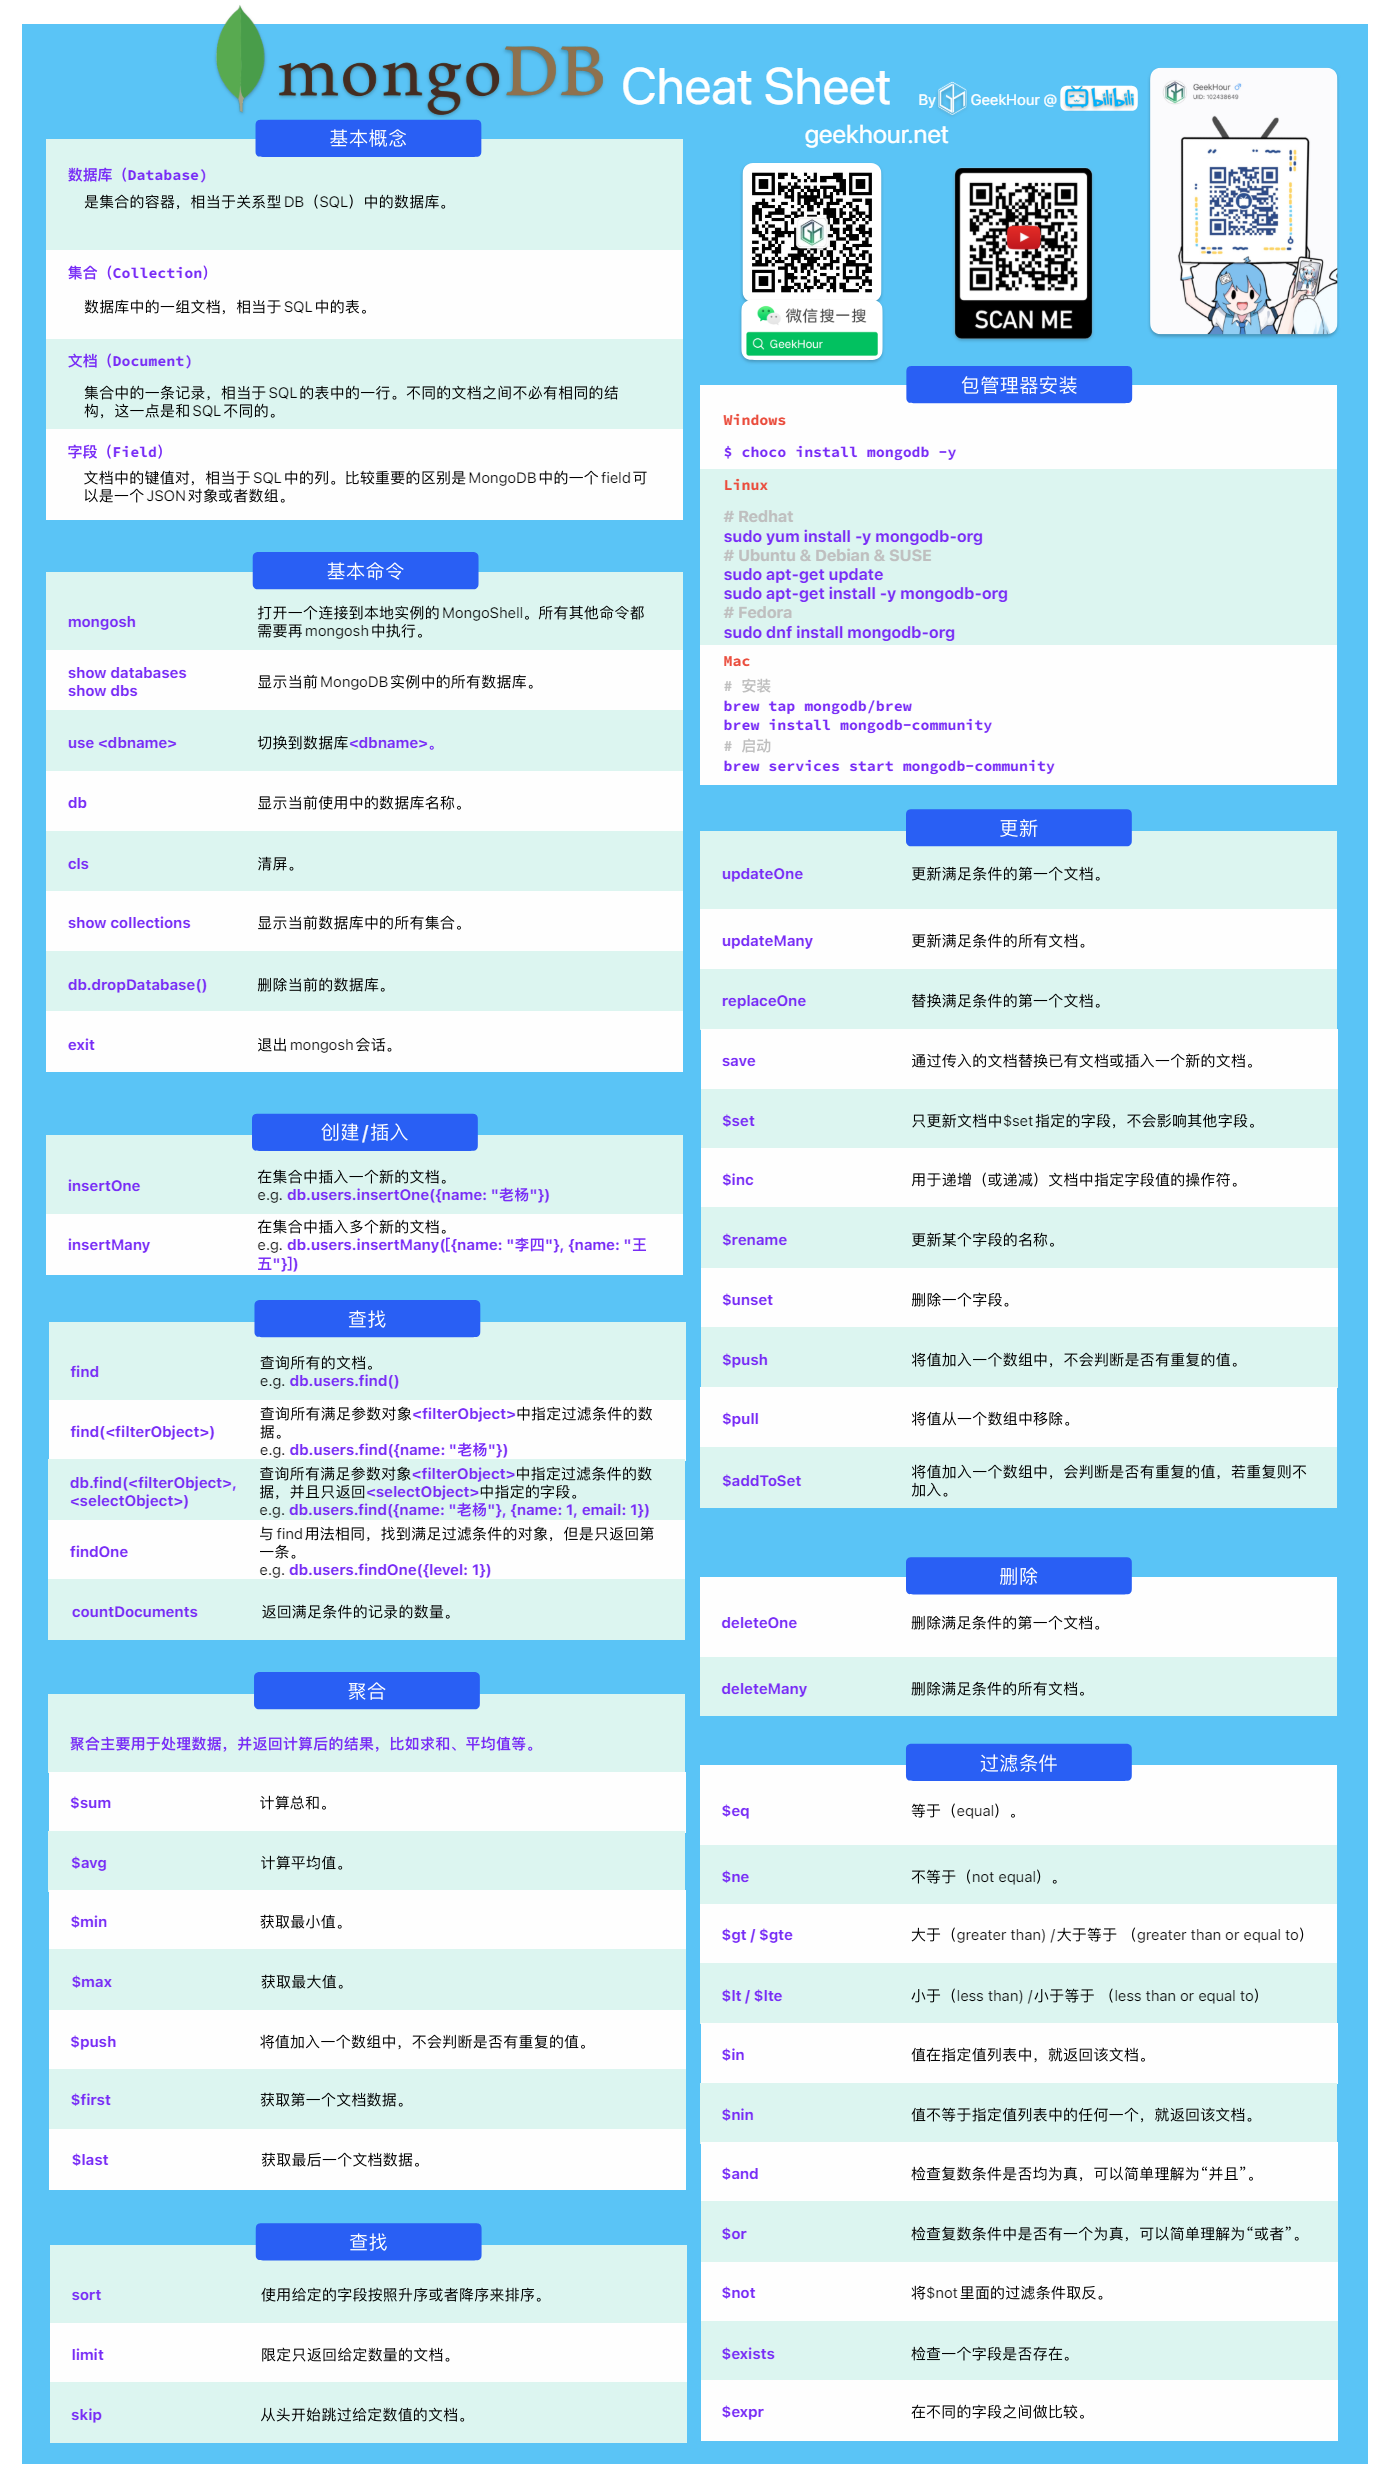 mongoDB Cheat Sheet
By GeekHour @ bilibili
geekhour.net
GeekHour
UID: 102438649
微信搜一搜
GeekHour
SCAN ME
基本概念
数据库（Database）
是集合的容器，相当于关系型DB（SQL）中的数据库。
集合（Collection）
数据库中的一组文档，相当于SQL中的表。
文档（Document）
集合中的一条记录，相当于SQL的表中的一行。不同的文档之间不必有相同的结
构，这一点是和SQL不同的。
字段（Field）
文档中的键值对，相当于SQL中的列。比较重要的区别是MongoDB中的一个field可
以是一个JSON对象或者数组。
基本命令
mongosh
打开一个连接到本地实例的MongoShell。所有其他命令都
需要再mongosh中执行。
show databases
show dbs
显示当前MongoDB实例中的所有数据库。
use <dbname>
切换到数据库<dbname>。
db
显示当前使用中的数据库名称。
cls
清屏。
show collections
显示当前数据库中的所有集合。
db.dropDatabase()
删除当前的数据库。
exit
退出mongosh会话。
创建/插入
insertOne
在集合中插入一个新的文档。
e.g. db.users.insertOne({name: "老杨"})
insertMany
在集合中插入多个新的文档。
e.g. db.users.insertMany([{name: "李四"}, {name: "王
五"}])
查找
find
查询所有的文档。
e.g. db.users.find()
find(<filterObject>)
查询所有满足参数对象<filterObject>中指定过滤条件的数
据。
e.g. db.users.find({name: "老杨"})
db.find(<filterObject>,
<selectObject>)
查询所有满足参数对象<filterObject>中指定过滤条件的数
据，并且只返回<selectObject>中指定的字段。
e.g. db.users.find({name: "老杨"}, {name: 1, email: 1})
findOne
与find用法相同，找到满足过滤条件的对象，但是只返回第
一条。
e.g. db.users.findOne({level: 1})
countDocuments
返回满足条件的记录的数量。
聚合
聚合主要用于处理数据，并返回计算后的结果，比如求和、平均值等。
$sum
计算总和。
$avg
计算平均值。
$min
获取最小值。
$max
获取最大值。
$push
将值加入一个数组中，不会判断是否有重复的值。
$first
获取第一个文档数据。
$last
获取最后一个文档数据。
查找
sort
使用给定的字段按照升序或者降序来排序。
limit
限定只返回给定数量的文档。
skip
从头开始跳过给定数值的文档。
包管理器安装
Windows
$ choco install mongodb -y
Linux
# Redhat
sudo yum install -y mongodb-org
# Ubuntu & Debian & SUSE
sudo apt-get update
sudo apt-get install -y mongodb-org
# Fedora
sudo dnf install mongodb-org
Mac
# 安装
brew tap mongodb/brew
brew install mongodb-community
# 启动
brew services start mongodb-community
更新
updateOne
更新满足条件的第一个文档。
updateMany
更新满足条件的所有文档。
replaceOne
替换满足条件的第一个文档。
save
通过传入的文档替换已有文档或插入一个新的文档。
$set
只更新文档中$set指定的字段，不会影响其他字段。
$inc
用于递增（或递减）文档中指定字段值的操作符。
$rename
更新某个字段的名称。
$unset
删除一个字段。
$push
将值加入一个数组中，不会判断是否有重复的值。
$pull
将值从一个数组中移除。
$addToSet
将值加入一个数组中，会判断是否有重复的值，若重复则不
加入。
删除
deleteOne
删除满足条件的第一个文档。
deleteMany
删除满足条件的所有文档。
过滤条件
$eq
等于（equal）。
$ne
不等于（not equal）。
$gt / $gte
大于（greater than) /大于等于 （greater than or equal to）
$lt / $lte
小于（less than) /小于等于 （less than or equal to）
$in
值在指定值列表中，就返回该文档。
$nin
值不等于指定值列表中的任何一个，就返回该文档。
$and
检查复数条件是否均为真，可以简单理解为“并且”。
$or
检查复数条件中是否有一个为真，可以简单理解为“或者”。
$not
将$not里面的过滤条件取反。
$exists
检查一个字段是否存在。
$expr
在不同的字段之间做比较。